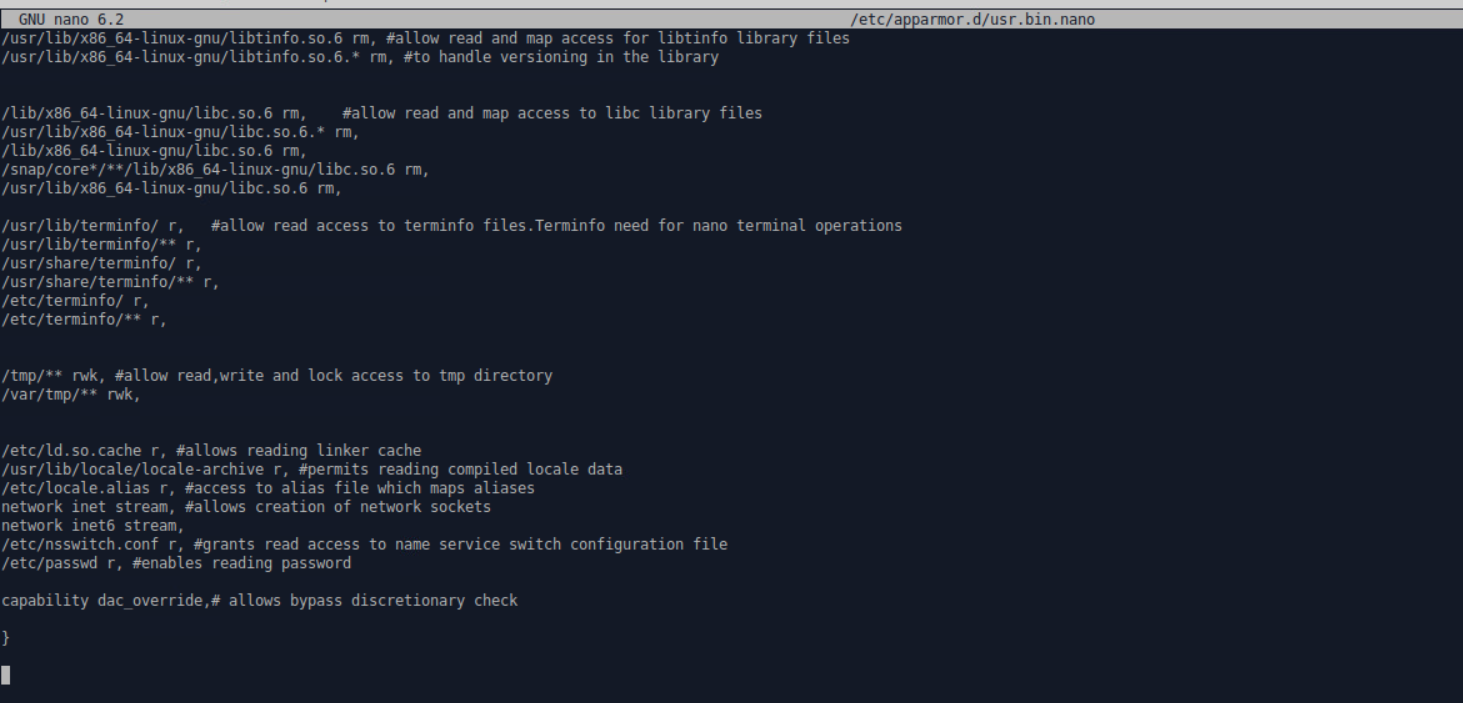 GNU nano 6.2 /etc/apparmor.d/usr.bin.nano
/usr/lib/x86_64-linux-gnu/libtinfo.so.6 rm, #allow read and map access for libtinfo library files
/usr/lib/x86_64-linux-gnu/libtinfo.so.6.* rm, #to handle versioning in the library
/lib/x86_64-linux-gnu/libc.so.6 rm,    #allow read and map access to libc library files
/usr/lib/x86_64-linux-gnu/libc.so.6.* rm,
/lib/x86_64-linux-gnu/libc.so.6 rm,
/snap/core*/**/lib/x86_64-linux-gnu/libc.so.6 rm,
/usr/lib/x86_64-linux-gnu/libc.so.6 rm,
/usr/lib/terminfo/ r,   #allow read access to terminfo files.Terminfo need for nano terminal operations
/usr/lib/terminfo/** r,
/usr/share/terminfo/ r,
/usr/share/terminfo/** r,
/etc/terminfo/ r,
/etc/terminfo/** r,
/tmp/** rwk, #allow read,write and lock access to tmp directory
/var/tmp/** rwk,
/etc/ld.so.cache r, #allows reading linker cache
/usr/lib/locale/locale-archive r, #permits reading compiled locale data
/etc/locale.alias r, #access to alias file which maps aliases
network inet stream, #allows creation of network sockets
network inet6 stream,
/etc/nsswitch.conf r, #grants read access to name service switch configuration file
/etc/passwd r, #enables reading password
capability dac_override,# allows bypass discretionary check
}